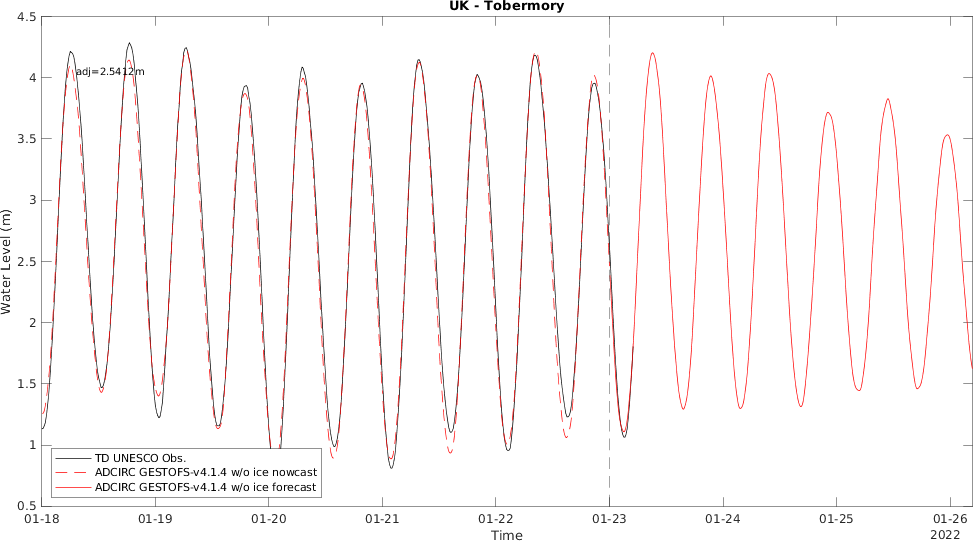 UK - Tobermory
4.5
4
3.5
3
2.5
2
1.5
1
0.5
Water Level (m)
adj=2.5412m
TD UNESCO Obs.
ADCIRC GESTOFS-v4.1.4 w/o ice nowcast
ADCIRC GESTOFS-v4.1.4 w/o ice forecast
01-18 01-19 01-20 01-21 01-22 01-23 01-24 01-25 01-26
Time
2022